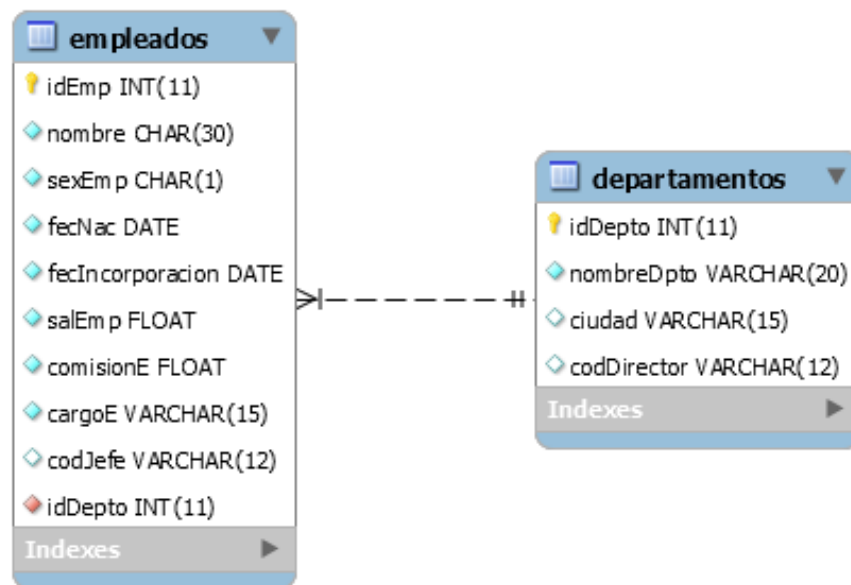 empleados
idEmp INT(11)
nombre CHAR(30)
sexEmp CHAR(1)
fecNac DATE
fecIncorporacion DATE
salEmp FLOAT
comisionE FLOAT
cargoE VARCHAR(15)
codJefe VARCHAR(12)
idDepto INT(11)
Indexes
departamentos
idDepto INT(11)
nombreDpto VARCHAR(20)
ciudad VARCHAR(15)
codDirector VARCHAR(12)
Indexes